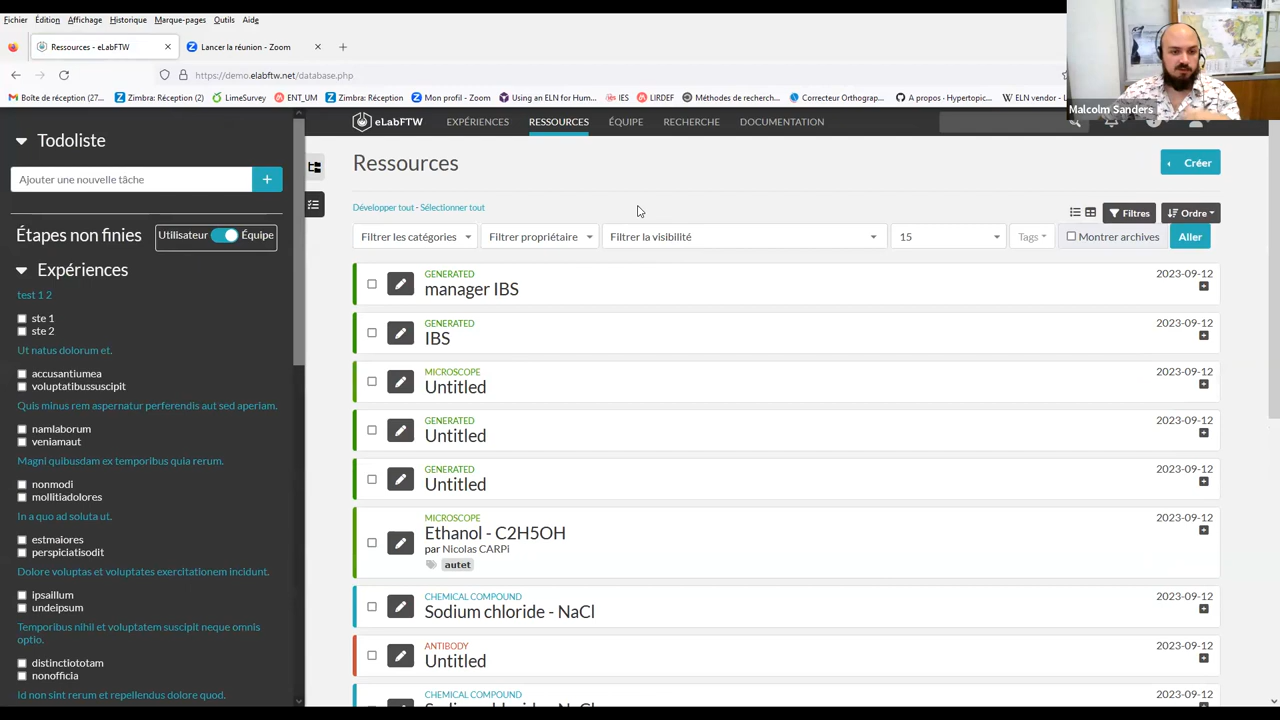 Fichier Édition Affichage Historique Marque-pages Outils Aide
Ressources - eLabFTW
Lancer la réunion - Zoom
https://demo.elabftw.net/database.php
Boîte de réception (27...
Zimbra: Réception (2)
LimeSurvey
ENT_UM
Zimbra: Réception
Mon profil - Zoom
Using an ELN for Hum...
IES
LIRDEF
Méthodes de recherch...
Correcteur Orthograp...
A propos · Hypertopic...
ELN vendor -
Malcolm Sanders
eLabFTW EXPÉRIENCES RESSOURCES ÉQUIPE RECHERCHE DOCUMENTATION
Todoliste
Ajouter une nouvelle tâche +
Étapes non finies Utilisateur Équipe
Expériences
test 1 2
ste 1
ste 2
Ut natus dolorum et.
accusantiumea
voluptatibussuscipit
Quis minus rem aspernatur perferendis aut sed aperiam.
namlaborum
veniamaut
Magni quibusdam ex temporibus quia rerum.
nonmodi
mollitiadolores
In a quo ad soluta ut.
estmaiores
perspiciatisodit
Dolore voluptas et voluptates exercitationem incidunt.
ipsaillum
undeipsum
Temporibus nihil et voluptatem suscipit neque omnis
optio.
distinctiototam
nonofficia
Id non sint rerum et repellendus dolore quod.
Ressources
Créer
Développer tout - Sélectionner tout
Filtres
Ordre
Filtrer les catégories
Filtrer propriétaire
Filtrer la visibilité
15
Tags
Montrer archives
Aller
GENERATED 2023-09-12
manager IBS
GENERATED 2023-09-12
IBS
MICROSCOPE 2023-09-12
Untitled
GENERATED 2023-09-12
Untitled
GENERATED 2023-09-12
Untitled
MICROSCOPE 2023-09-12
Ethanol - C2H5OH
par Nicolas CARPi
autet
CHEMICAL COMPOUND 2023-09-12
Sodium chloride - NaCl
ANTIBODY 2023-09-12
Untitled
CHEMICAL COMPOUND 2023-09-12
Sodium chloride - NaCl